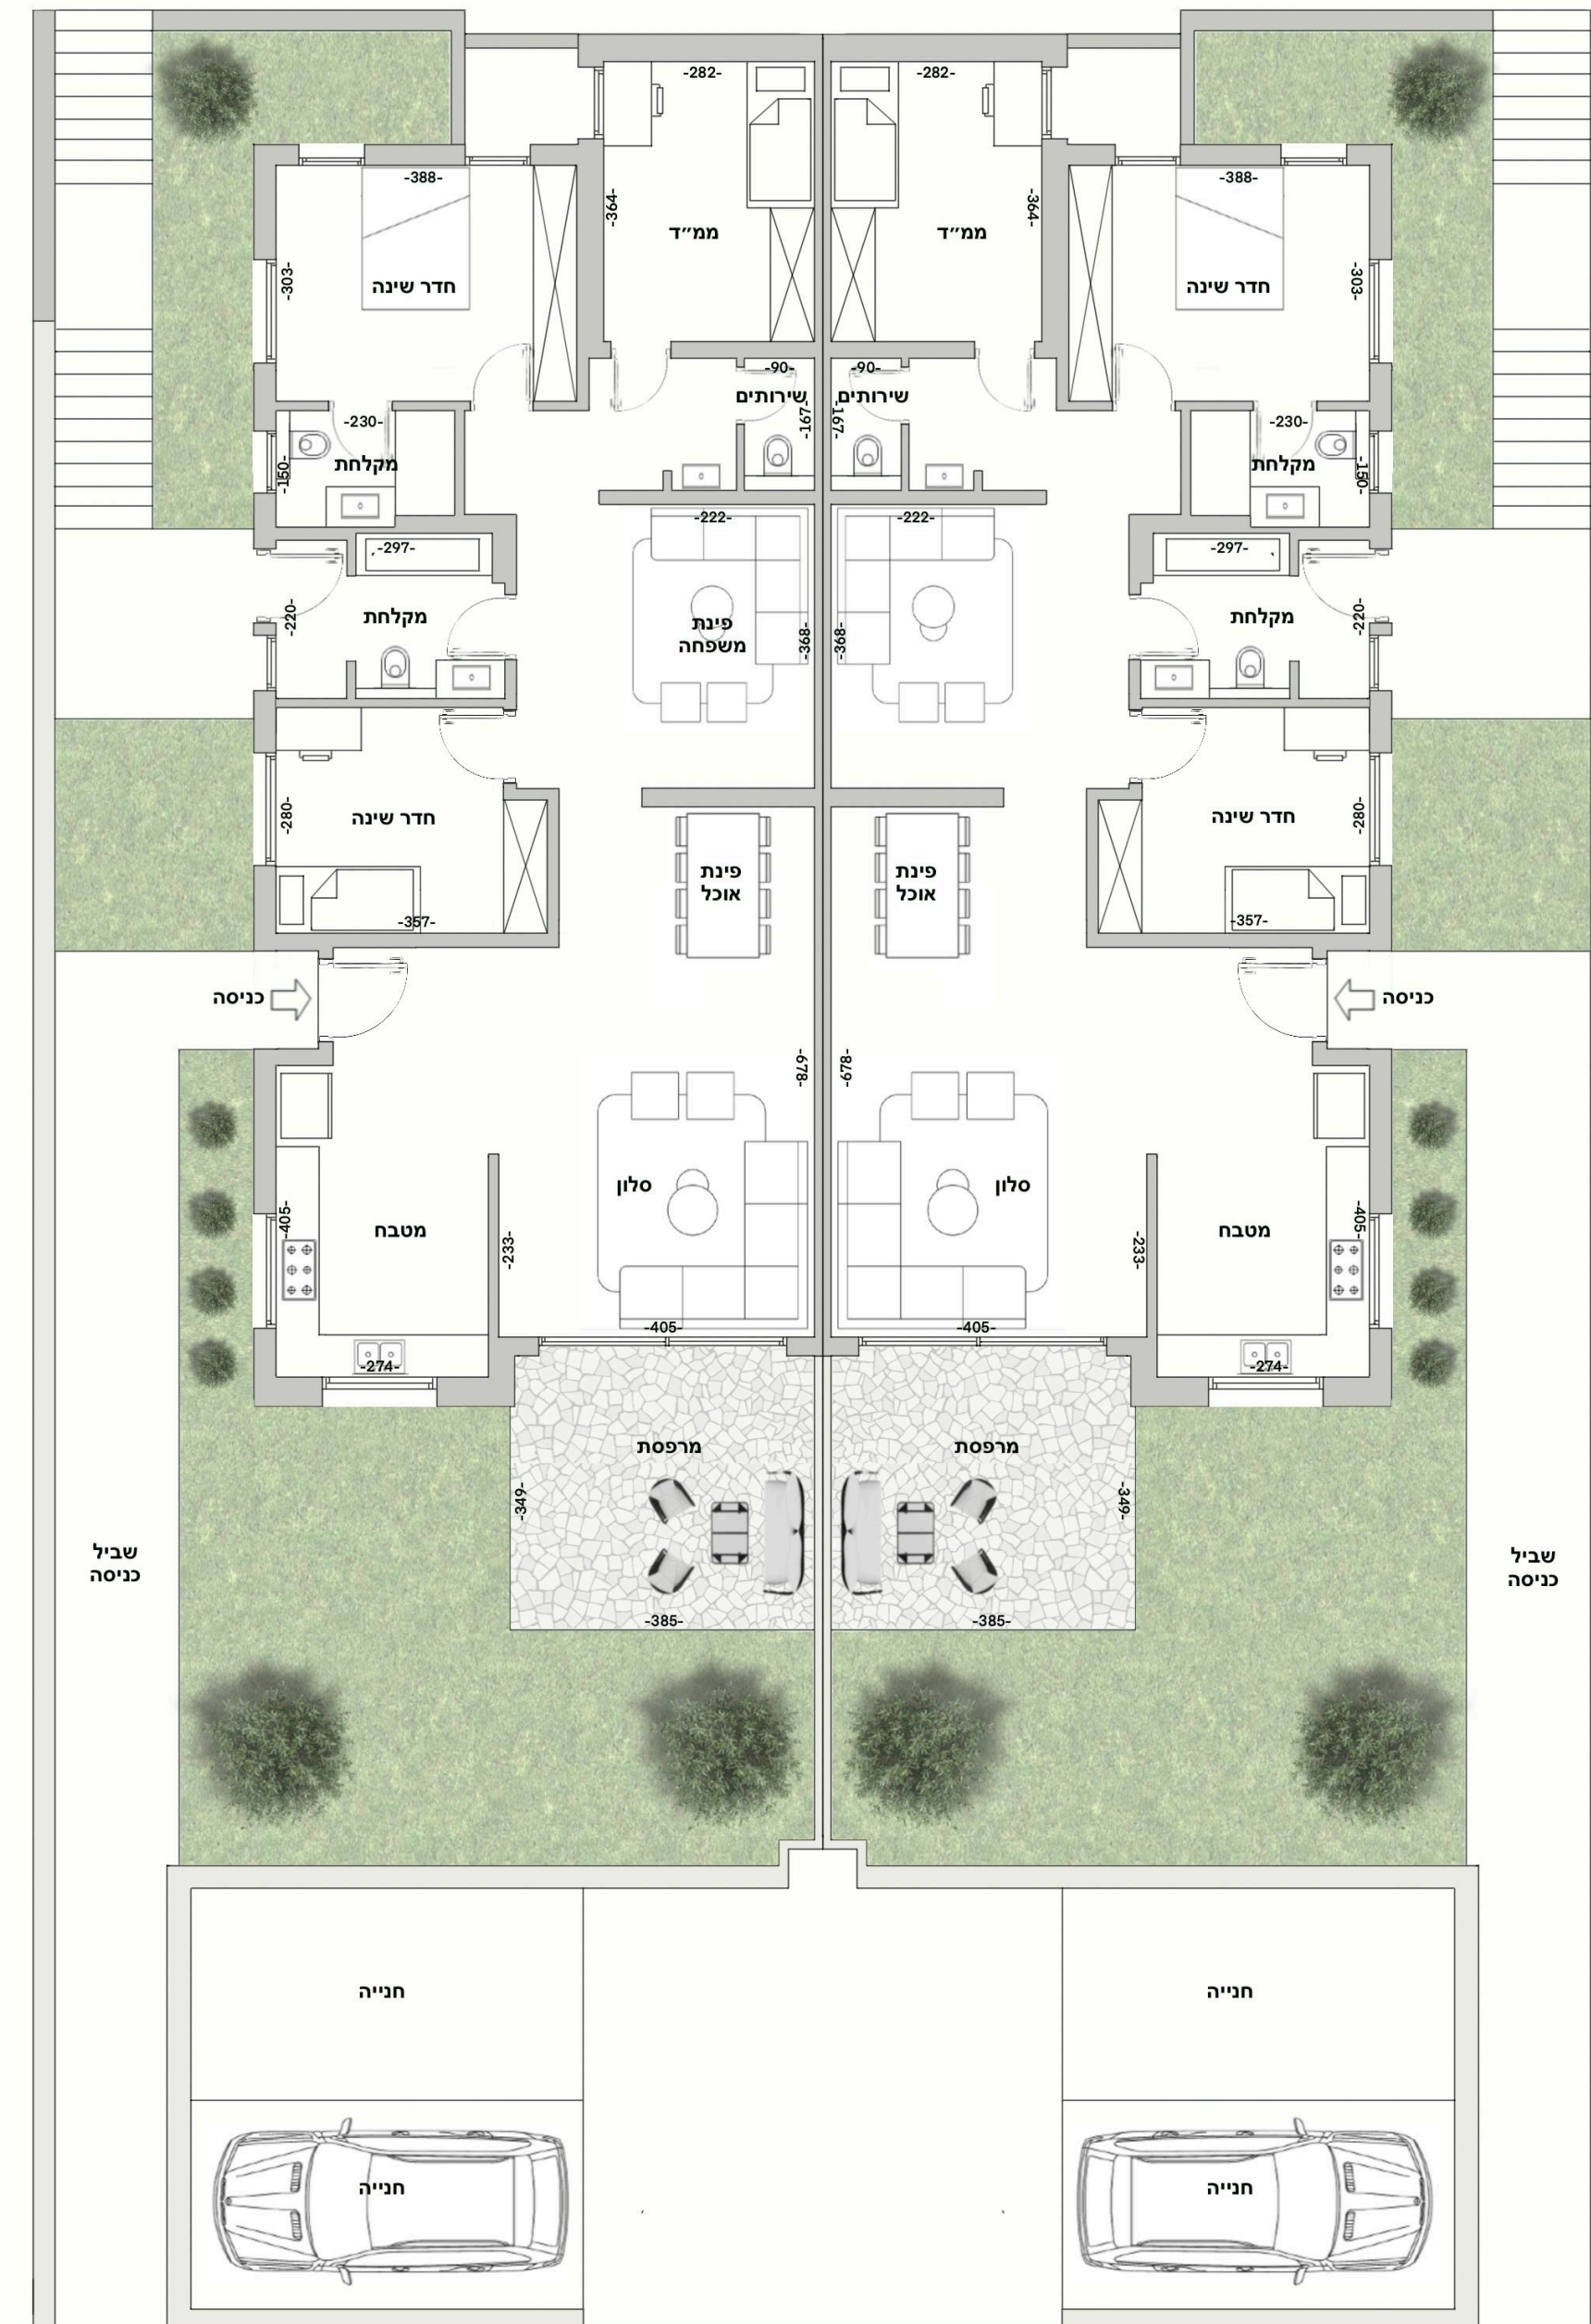 -282-
-282-
-388-
-388-
-364-
-364-
ממ״ד
ממ״ד
-303-
-303-
חדר שינה
חדר שינה
-90-
-90-
שירותים
שירותים
-167-
-167-
-230-
-230-
מקלחת
מקלחת
-150-
-150-
-222-
-222-
-297-
-297-
-220-
-220-
מקלחת
מקלחת
פינת
משפחה
-368-
-368-
-280-
-280-
חדר שינה
חדר שינה
פינת
אוכל
פינת
אוכל
-357-
-357-
כניסה
כניסה
-678-
-678-
סלון
סלון
-405-
-405-
מטבח
מטבח
-233-
-233-
-405-
-405-
-274-
-274-
מרפסת
מרפסת
-349-
-349-
שביל
כניסה
שביל
כניסה
-385-
-385-
חנייה
חנייה
חנייה
חנייה